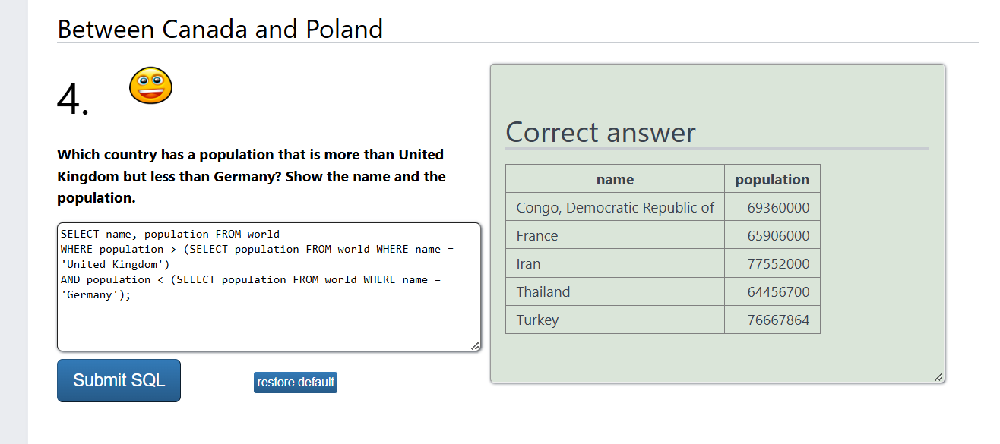 Between Canada and Poland
4.
Which country has a population that is more than United
Kingdom but less than Germany? Show the name and the
population.
SELECT name, population FROM world
WHERE population > (SELECT population FROM world WHERE name =
'United Kingdom')
AND population < (SELECT population FROM world WHERE name =
'Germany');
Submit SQL
restore default
Correct answer
name population
Congo, Democratic Republic of 69360000
France 65906000
Iran 77552000
Thailand 64456700
Turkey 76667864